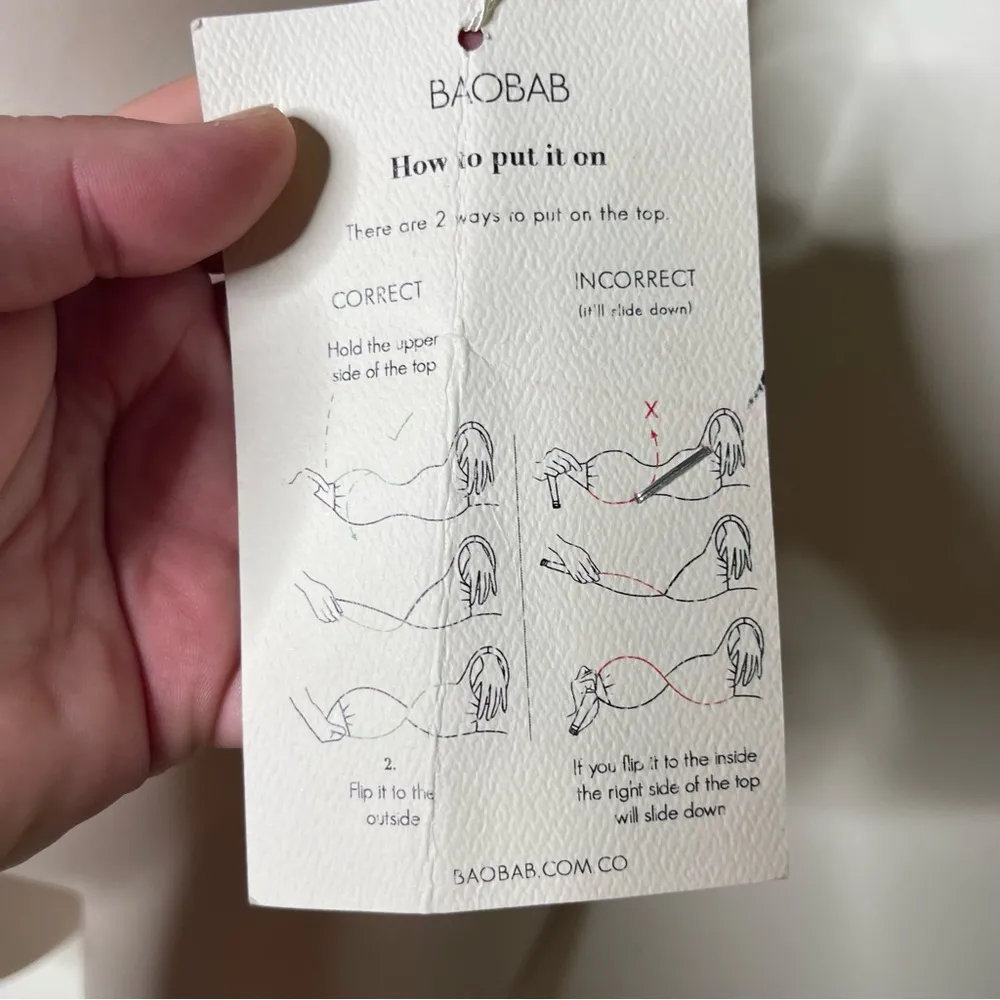 BAOBAB
How to put it on
There are 2 ways to put on the top.
CORRECT
Hold the upper
side of the top
INCORRECT
(it'll slide down)
X
2.
Flip it to the
outside
If you flip it to the inside
the right side of the top
will slide down
BAOBAB.COM.CO